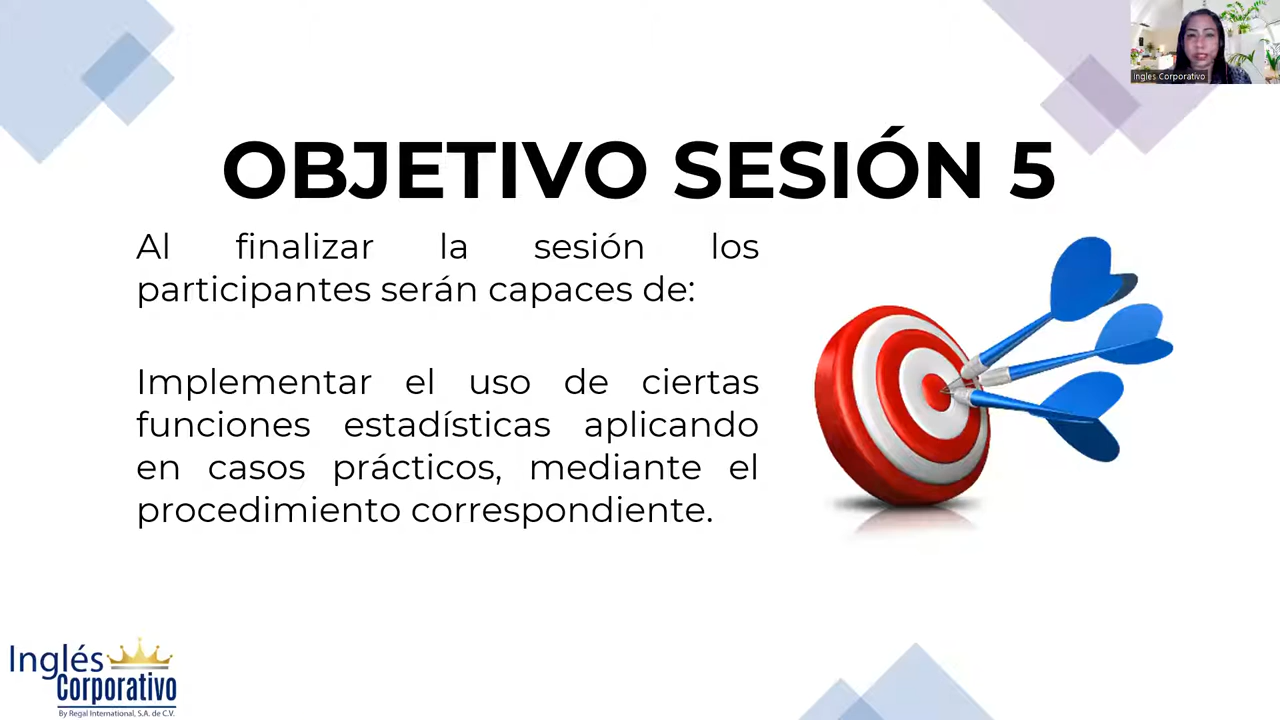 Ingles Corporativo
OBJETIVO SESIÓN 5
Al finalizar la sesión los
participantes serán capaces de:
Implementar el uso de ciertas
funciones estadísticas aplicando
en casos prácticos, mediante el
procedimiento correspondiente.
Inglés
Corporativo
By Regal International, S.A. de C.V.